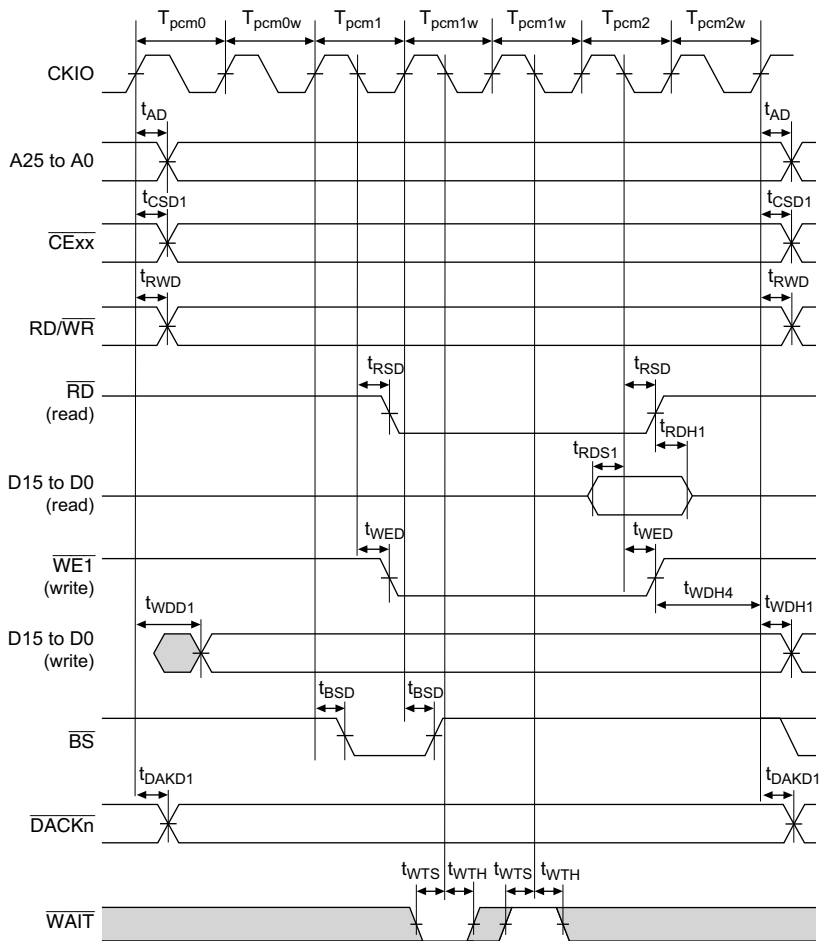 Tpcm0 Tpcm0w Tpcm1 Tpcm1w Tpcm1w Tpcm2 Tpcm2w
CKIO
tAD tAD
A25 to A0
tCSD1 tCSD1
CExx
tRWD tRWD
RD/WR
tRSD tRSD
RD
(read)
tRDH1
tRDS1
D15 to D0
(read)
tWED tWED
WE1
(write)
tWDH4
tWDD1 tWDH1
D15 to D0
(write)
tBSD tBSD
BS
tDAKD1 tDAKD1
DACKn
tWTS tWTH tWTS tWTH
WAIT